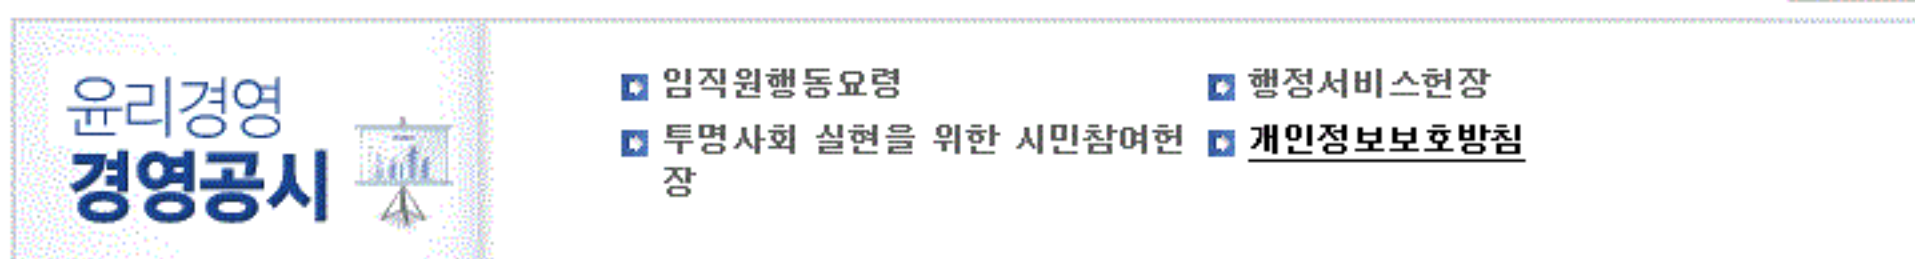 윤리경영
경영공시
임직원행동요령
행정서비스헌장
투명사회 실현을 위한 시민참여헌
장
개인정보보호방침